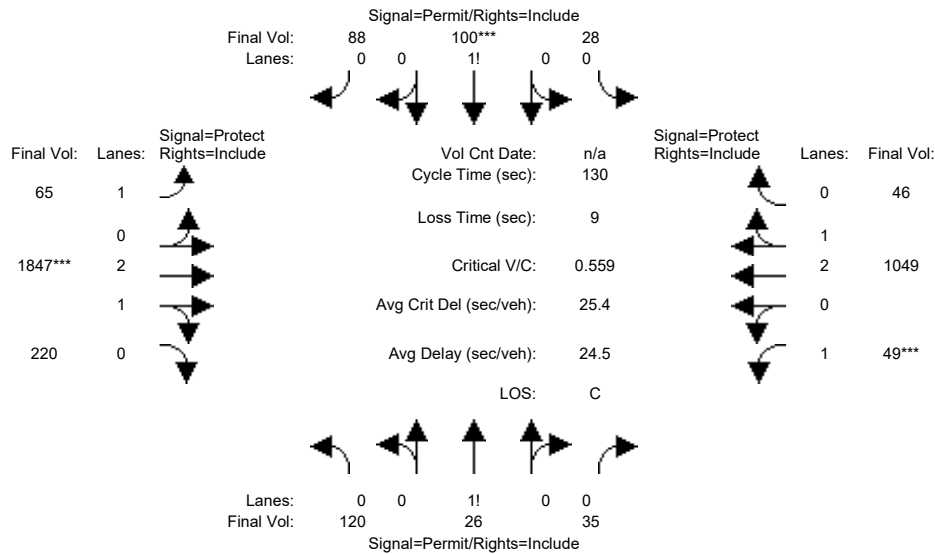 Signal=Permit/Rights=Include
Final Vol: 88 100*** 28
Lanes: 0 0 1! 0 0
Signal=Protect Signal=Protect
Final Vol: Lanes: Rights=Include Vol Cnt Date: n/a Rights=Include Lanes: Final Vol:
Cycle Time (sec): 130
65 1 0 46
Loss Time (sec): 9
0 1
1847*** 2 Critical V/C: 0.559 2 1049
1 Avg Crit Del (sec/veh): 25.4 0
220 0 Avg Delay (sec/veh): 24.5 1 49***
LOS: C
Lanes: 0 0 1! 0 0
Final Vol: 120 26 35
Signal=Permit/Rights=Include